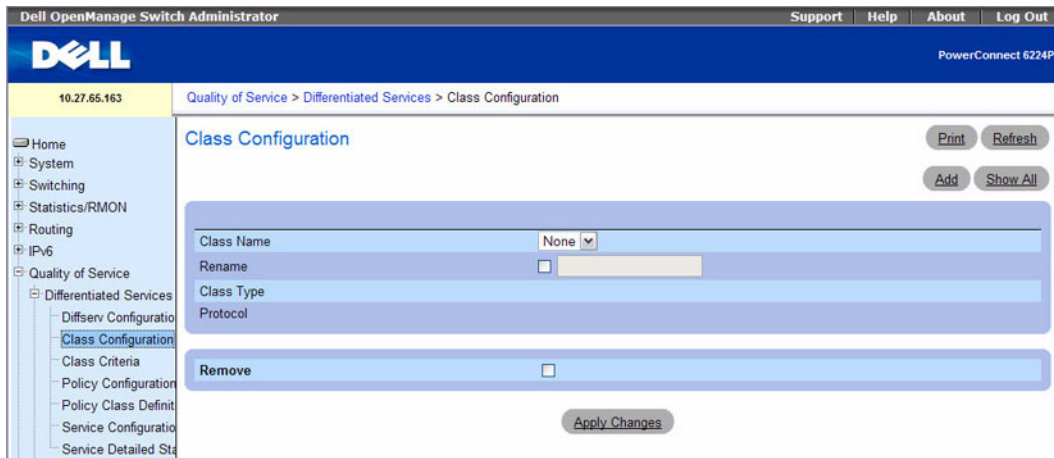 Dell OpenManage Switch Administrator
Support Help About Log Out
DELL
PowerConnect 6224P
10.27.65.163
Quality of Service > Differentiated Services > Class Configuration
Home
System
Switching
Statistics/RMON
Routing
IPv6
Quality of Service
Differentiated Services
Diffserv Configuratio
Class Configuration
Class Criteria
Policy Configuration
Policy Class Definit
Service Configuratio
Service Detailed Sta
Class Configuration
Print Refresh
Add Show All
Class Name None
Rename
Class Type
Protocol
Remove
Apply Changes